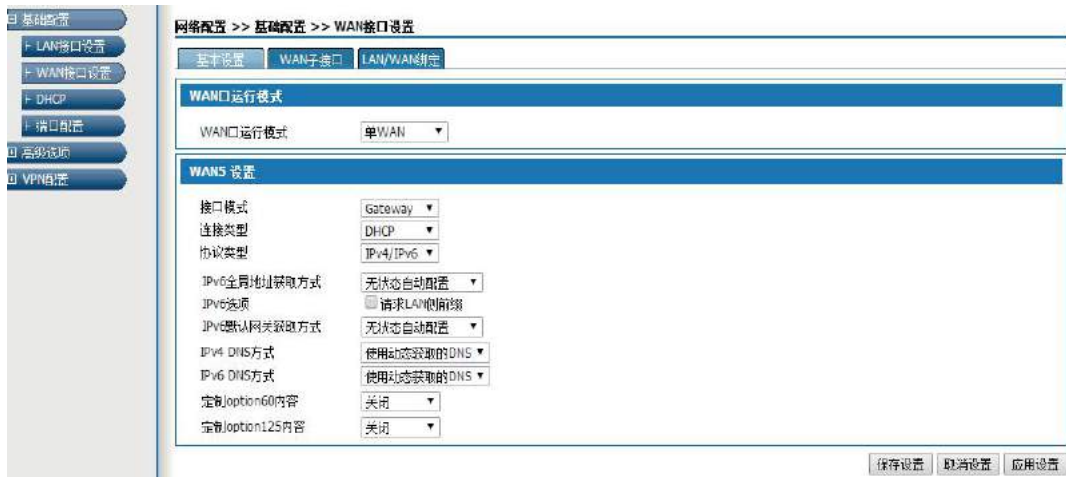 基础配置
LAN接口设置
WAN接口设置
DHCP
端口配置
高级选项
VPN配置
网络配置 >> 基础配置 >> WAN接口设置
基本设置 WAN子接口 LAN/WAN绑定
WAN口运行模式
WAN口运行模式 单WAN
WAN5 设置
接口模式 Gateway
连接类型 DHCP
协议类型 IPv4/IPv6
IPv6全局地址获取方式 无状态自动配置
IPv6选项 请求LAN侧前缀
IPv6默认网关获取方式 无状态自动配置
IPv4 DNS方式 使用动态获取的DNS
IPv6 DNS方式 使用动态获取的DNS
定制option60内容 关闭
定制option125内容 关闭
保存设置 取消设置 应用设置